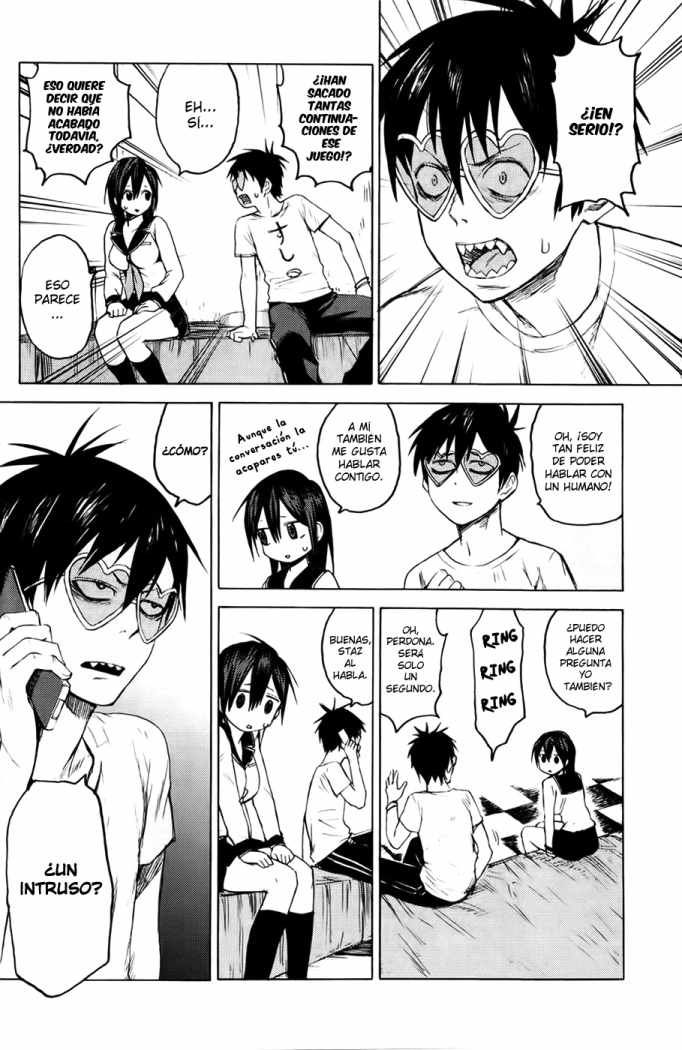 ¿¡EN
SERIO!?
¿¡HAN
SACADO
TANTAS
CONTINUA-
CIONES DE
ESE
JUEGO!?
EH...
SÍ...
ESO QUIERE
DECIR QUE
NO HABÍA
ACABADO
TODAVÍA,
¿VERDAD?
ESO
PARECE
...
すし
OH, ¡SOY
TAN FELIZ
DE PODER
HABLAR CON
UN HUMANO!
A MÍ
TAMBIÉN
ME GUSTA
HABLAR
CONTIGO.
Aunque la
conversación la
acapares tú...
¿CÓMO?
¿UN
INTRUSO?
¿PUEDO
HACER
ALGUNA
PREGUNTA
YO
TAMBIÉN?
RING
RING
RING
OH,
PERDONA.
SERÁ
SOLO
UN
SEGUNDO.
BUENAS,
STAZ
AL
HABLA.